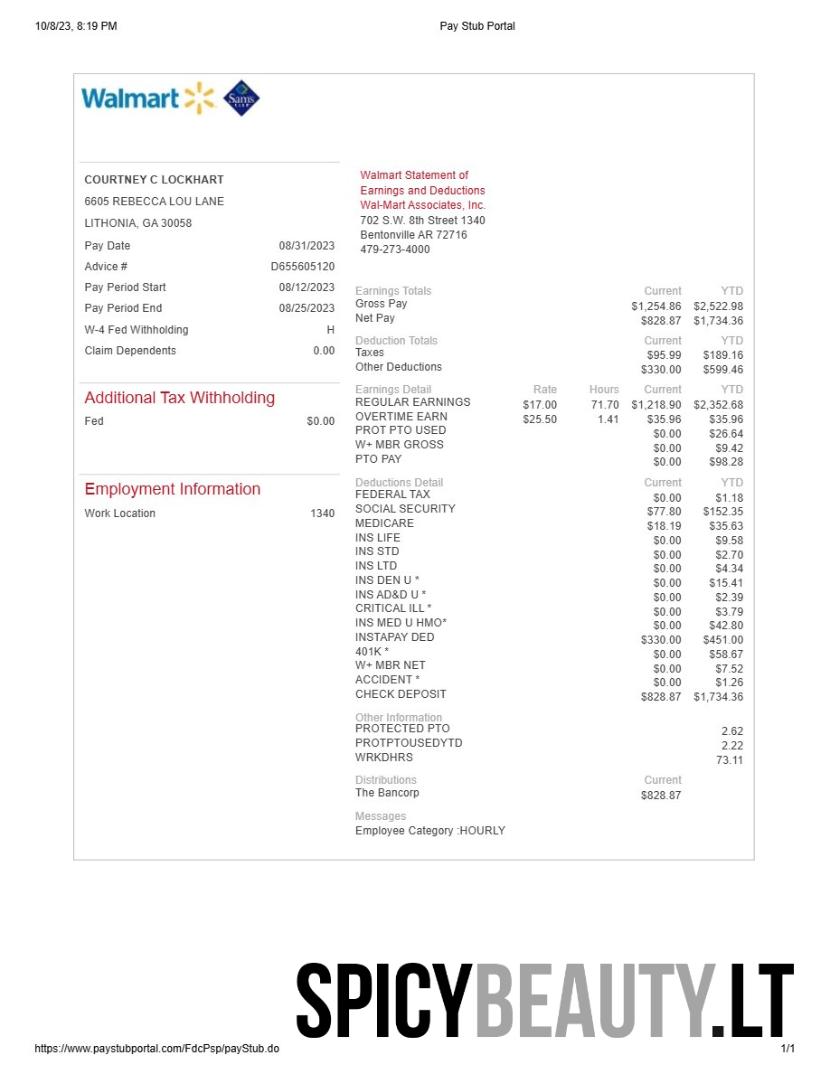 10/8/23, 8:19 PM Pay Stub Portal
Walmart Sam's CLUB
COURTNEY C LOCKHART
6605 REBECCA LOU LANE
LITHONIA, GA 30058
Pay Date 08/31/2023
Advice # D655605120
Pay Period Start 08/12/2023
Pay Period End 08/25/2023
W-4 Fed Withholding H
Claim Dependents 0.00
Additional Tax Withholding
Fed $0.00
Employment Information
Work Location 1340
Walmart Statement of
Earnings and Deductions
Wal-Mart Associates, Inc.
702 S.W. 8th Street 1340
Bentonville AR 72716
479-273-4000
Earnings Totals Current YTD
Gross Pay $1,254.86 $2,522.98
Net Pay $828.87 $1,734.36
Deduction Totals Current YTD
Taxes $95.99 $189.16
Other Deductions $330.00 $599.46
Earnings Detail Rate Hours Current YTD
REGULAR EARNINGS $17.00 71.70 $1,218.90 $2,352.68
OVERTIME EARN $25.50 1.41 $35.96 $35.96
PROT PTO USED $0.00 $26.64
W+ MBR GROSS $0.00 $9.42
PTO PAY $0.00 $98.28
Deductions Detail Current YTD
FEDERAL TAX $0.00 $1.18
SOCIAL SECURITY $77.80 $152.35
MEDICARE $18.19 $35.63
INS LIFE $0.00 $9.58
INS STD $0.00 $2.70
INS LTD $0.00 $4.34
INS DEN U * $0.00 $15.41
INS AD&D U * $0.00 $2.39
CRITICAL ILL * $0.00 $3.79
INS MED U HMO* $0.00 $42.80
INSTAPAY DED $330.00 $451.00
401K * $0.00 $58.67
W+ MBR NET $0.00 $7.52
ACCIDENT * $0.00 $1.26
CHECK DEPOSIT $828.87 $1,734.36
Other Information
PROTECTED PTO 2.62
PROTPTOUSEDYTD 2.22
WRKDHRS 73.11
Distributions Current
The Bancorp $828.87
Messages
Employee Category :HOURLY
SPICYBEAUTY.LT
https://www.paystubportal.com/FdcPsp/payStub.do 1/1